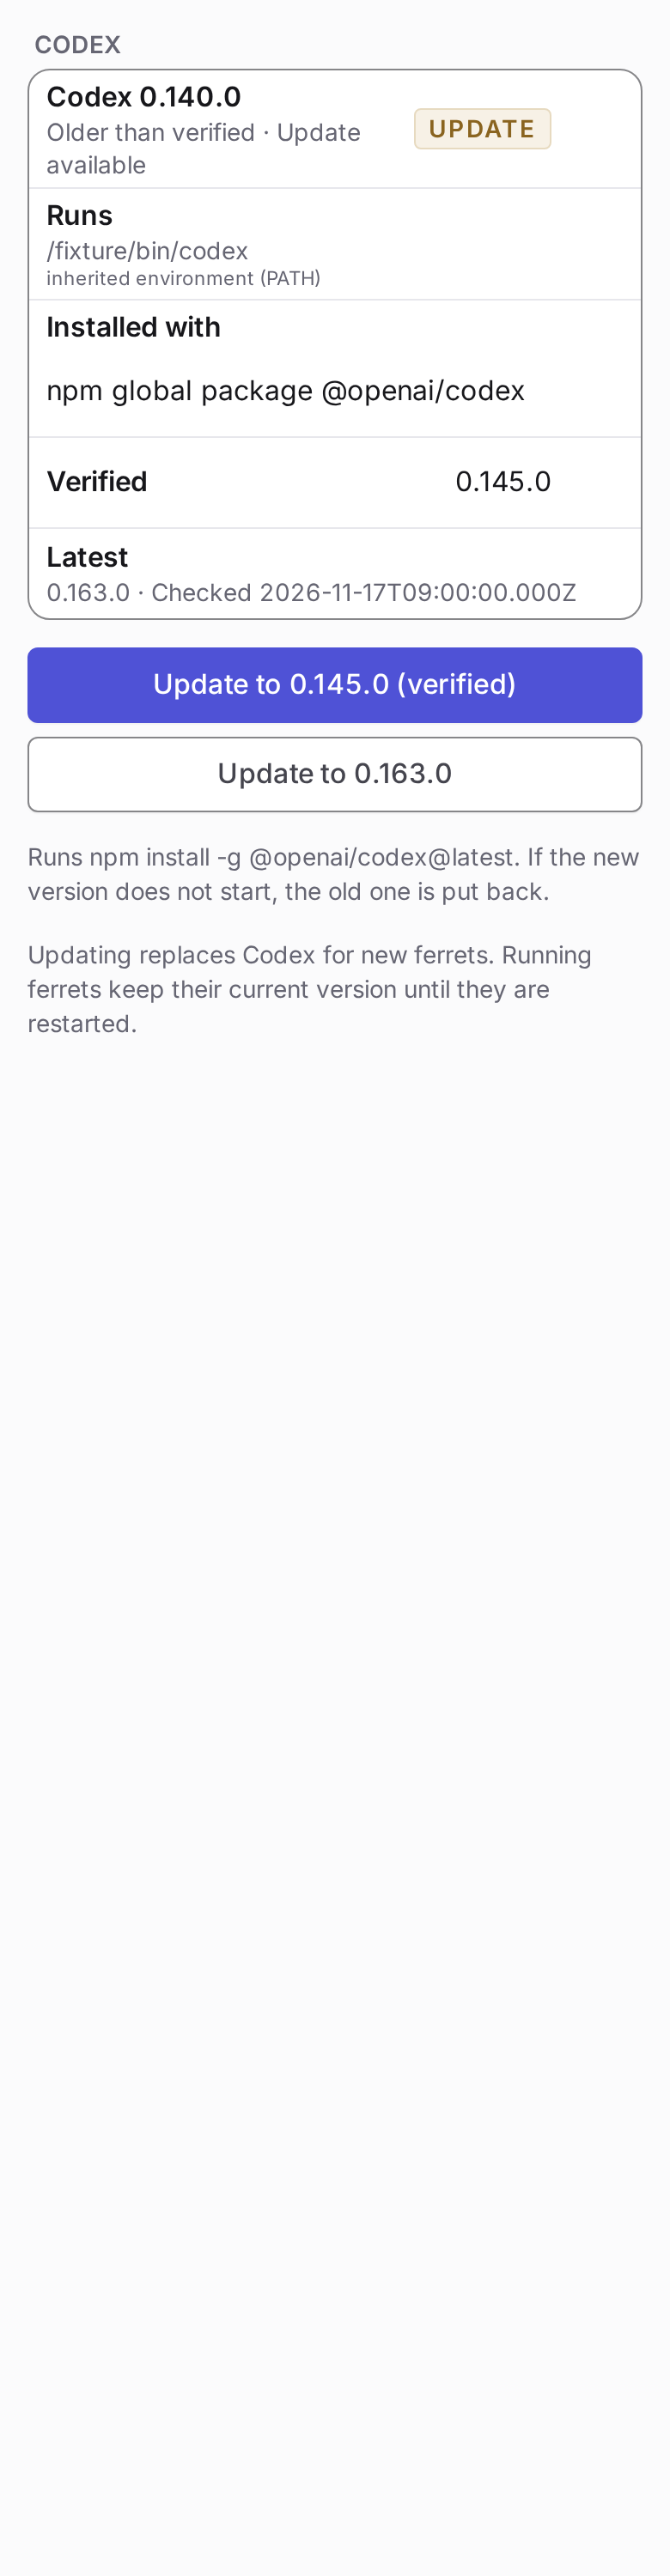 CODEX
Codex 0.140.0
Older than verified · Update
available
UPDATE
Runs
/fixture/bin/codex
inherited environment (PATH)
Installed with
npm global package @openai/codex
Verified
0.145.0
Latest
0.163.0 · Checked 2026-11-17T09:00:00.000Z
Update to 0.145.0 (verified)
Update to 0.163.0
Runs npm install -g @openai/codex@latest. If the new
version does not start, the old one is put back.
Updating replaces Codex for new ferrets. Running
ferrets keep their current version until they are
restarted.